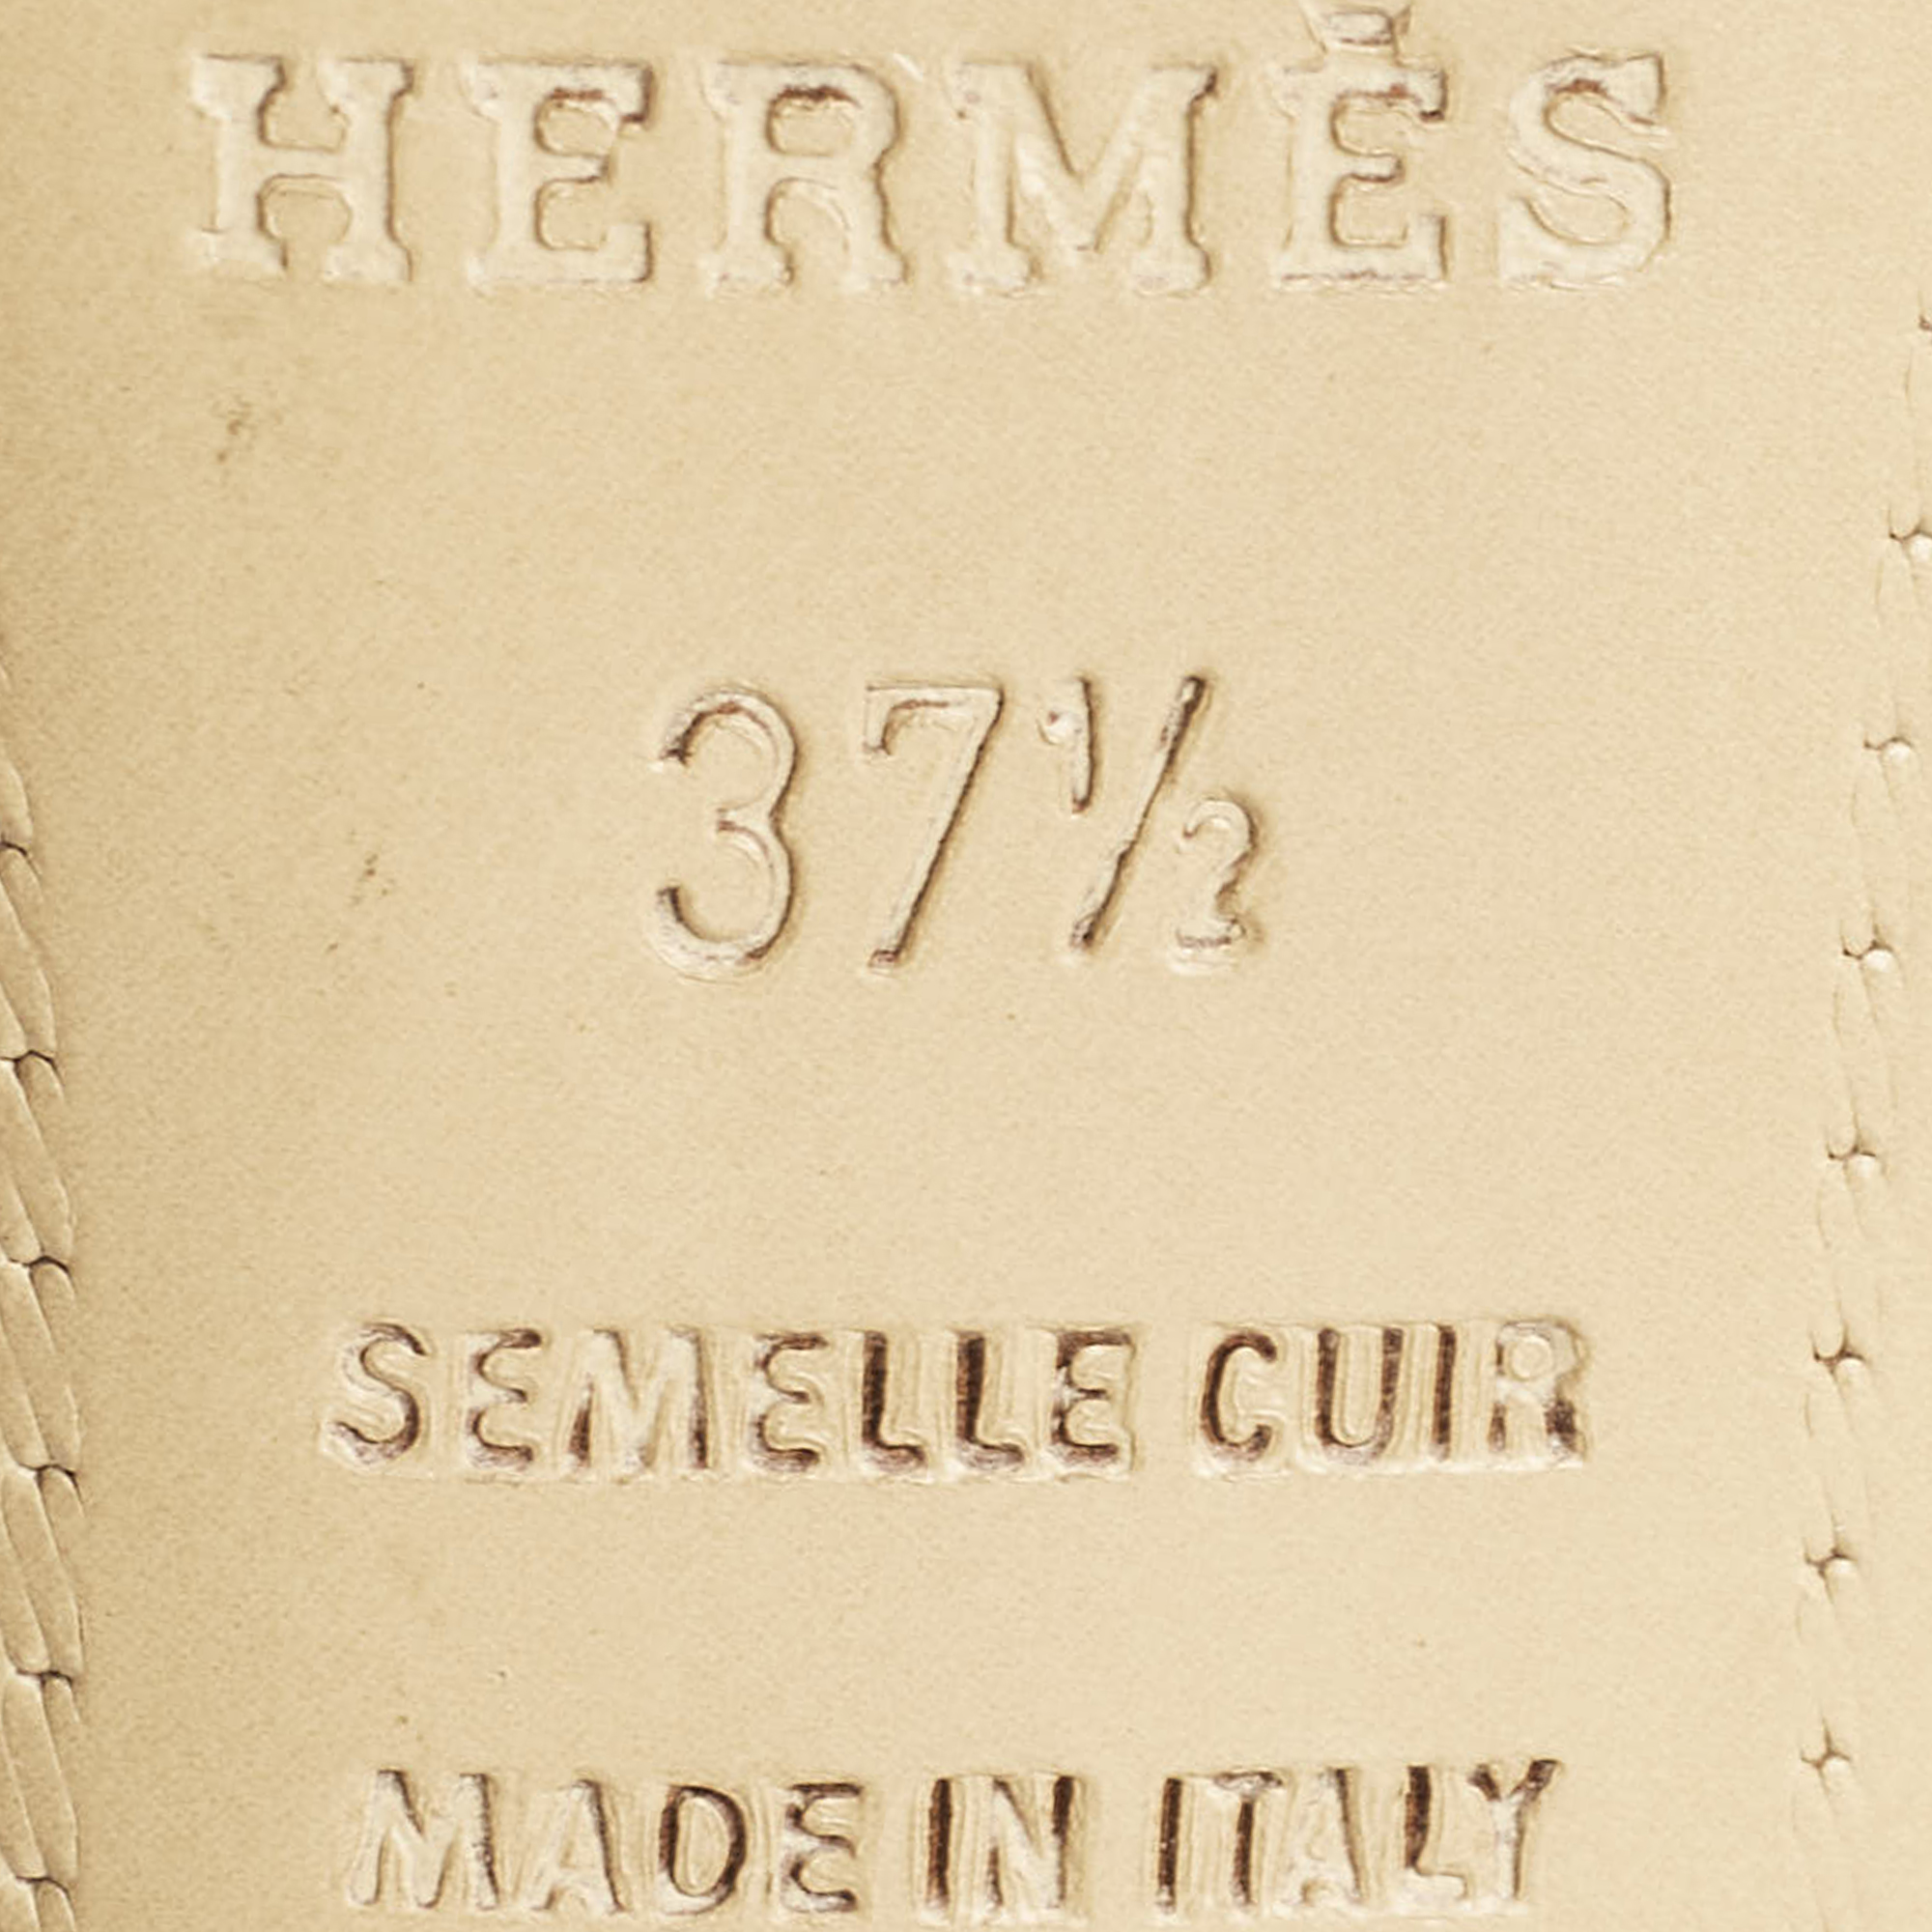 HERMÈS
37½
SEMELLE CUIR
MADE IN ITALY